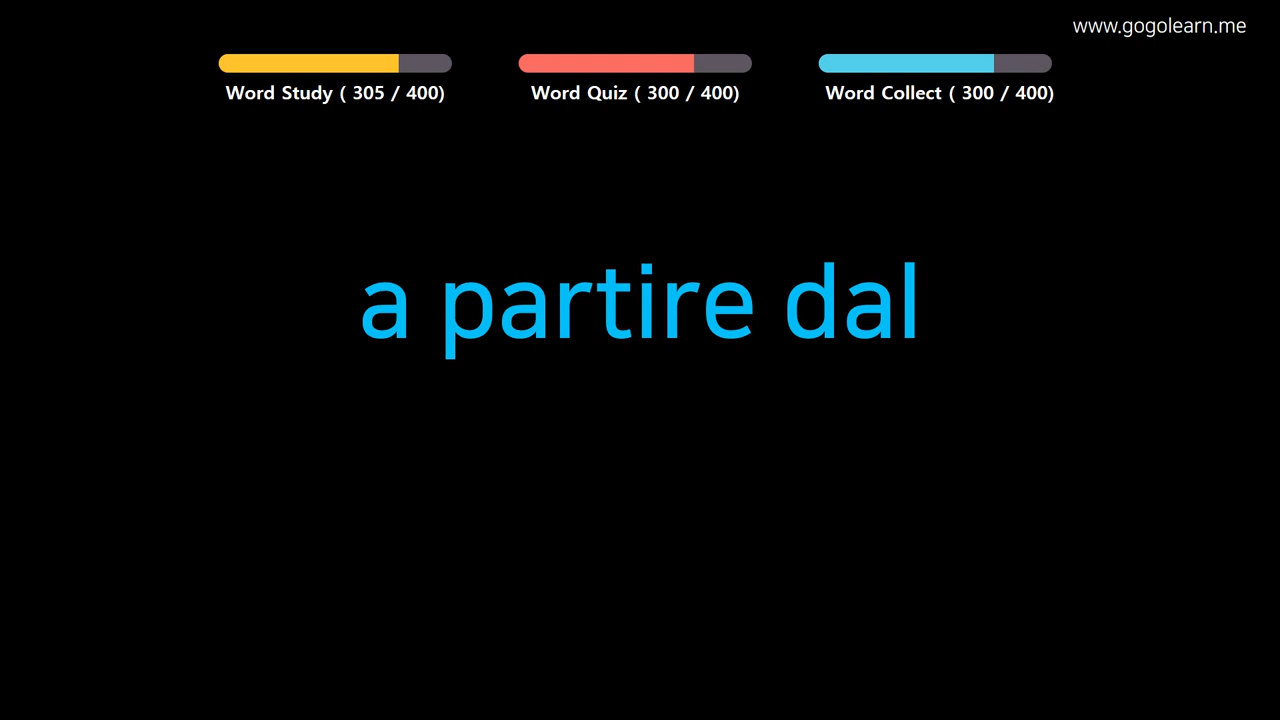 www.gogolearn.me
Word Study ( 305 / 400)
Word Quiz ( 300 / 400)
Word Collect ( 300 / 400)
a partire dal